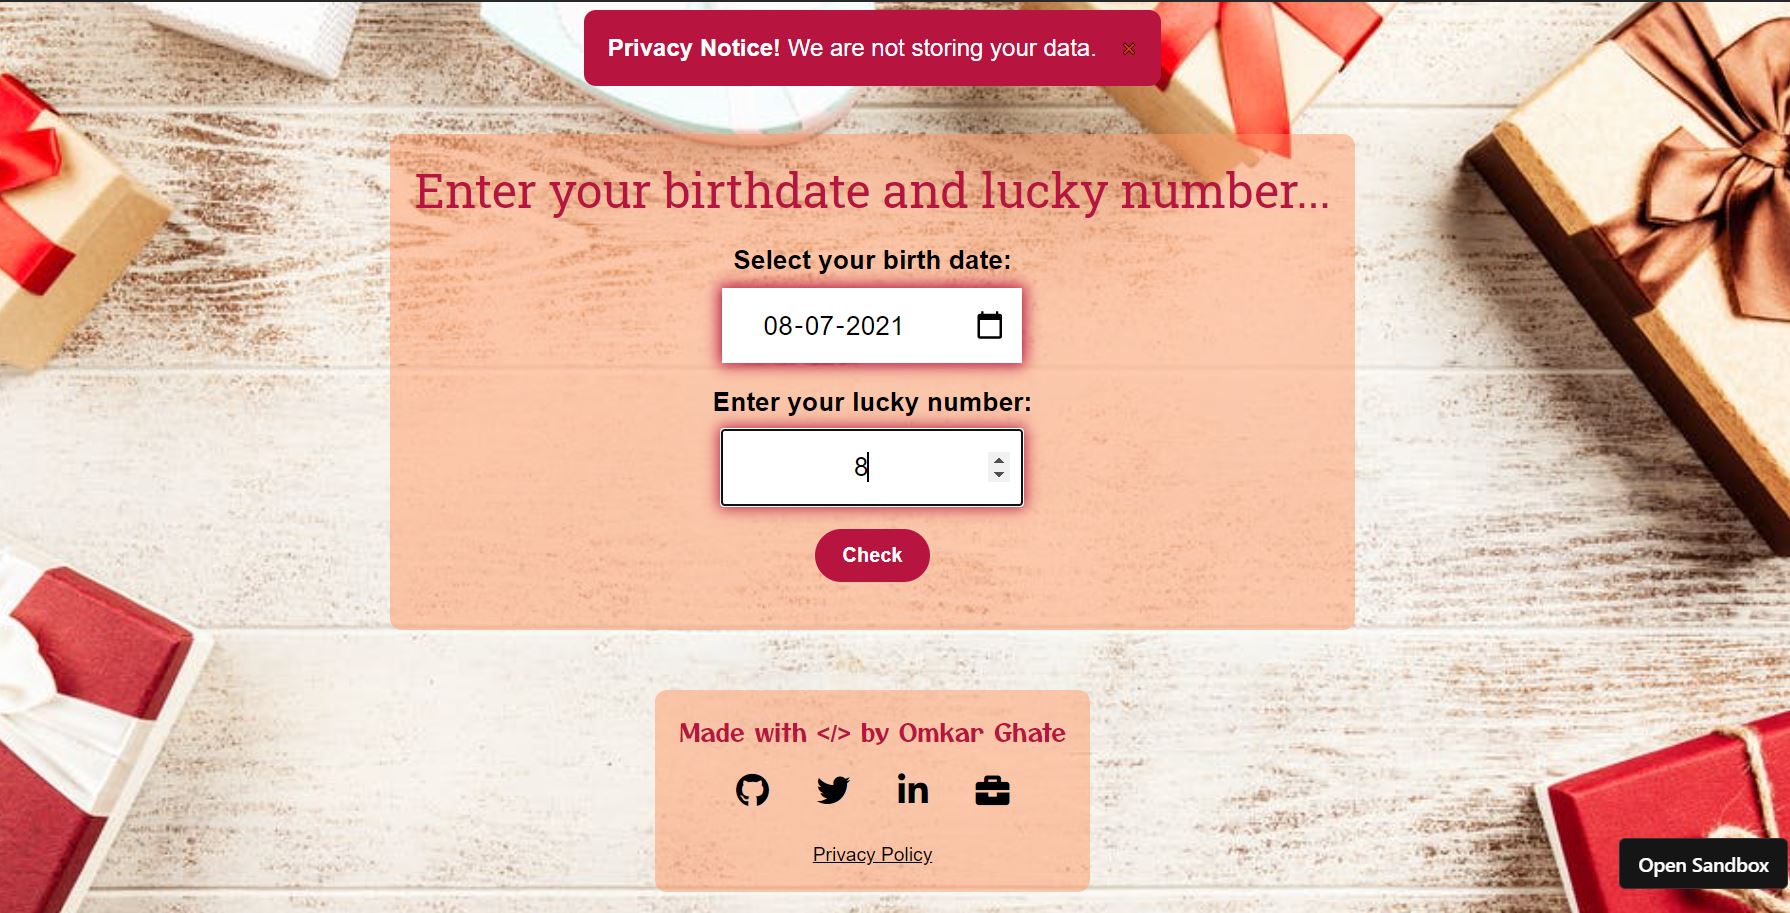 Privacy Notice! We are not storing your data. ×
Enter your birthdate and lucky number...
Select your birth date:
08-07-2021
Enter your lucky number:
8
Check
Made with </> by Omkar Ghate
in
Privacy Policy
Open Sandbox